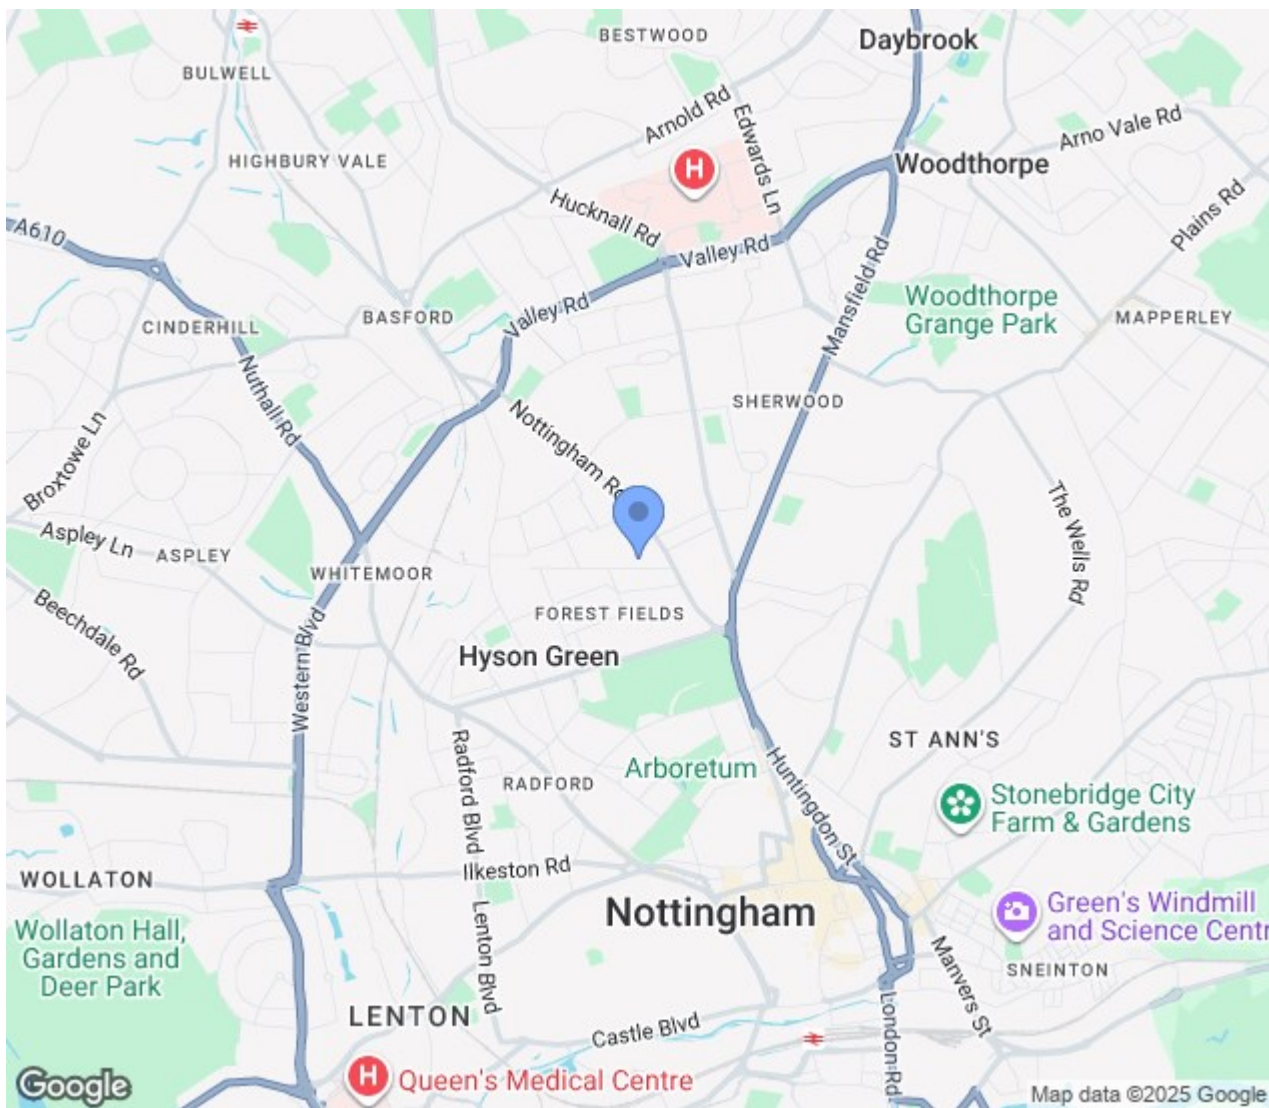 BESTWOOD
Daybrook
BULWELL
Arnold Rd
Edwards Ln
Arno Vale Rd
HIGHBURY VALE
Woodthorpe
Hucknall Rd
Plains Rd
A610
Valley Rd
Mansfield Rd
Woodthorpe
Grange Park
Valley Rd
CINDERHILL
BASFORD
MAPPERLEY
Nuthall Rd
SHERWOOD
Broxtowe Ln
Nottingham Rd
The Wells Rd
Aspley Ln
ASPLEY
WHITEMOOR
Beechdale Rd
FOREST FIELDS
Western Blvd
Hyson Green
ST ANN'S
Radford Blvd
Arboretum
Huntingdon St
RADFORD
Stonebridge City
Farm & Gardens
Ilkeston Rd
WOLLATON
Nottingham
Green's Windmill
and Science Centr
Lenton Blvd
Wollaton Hall,
Gardens and
Deer Park
Manvers St
SNEINTON
LENTON
Castle Blvd
London Rd
H
H
Queen's Medical Centre
Google
Map data ©2025 Google